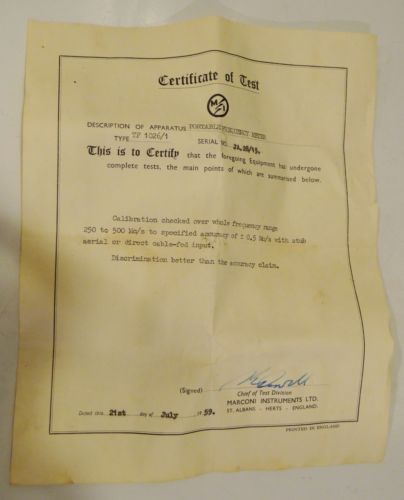 Certificate of Test
DESCRIPTION OF APPARATUS PORTABLE FREQUENCY METER
TYPE TF 1026/1 SERIAL NO.
This is to Certify that the foregoing Equipment has undergone
complete tests, the main points of which are summarised below.
Calibration checked over whole frequency range
250 to 500 Mc/s to specified accuracy of ± 0.5 Mc/s with stub
aerial or direct cable-fed input.
Discrimination better than the accuracy claim.
(Signed)
Chief of Test Division
MARCONI INSTRUMENTS LTD.
Dated this 21st day of July 1959. ST. ALBANS - HERTS - ENGLAND.
PRINTED IN ENGLAND